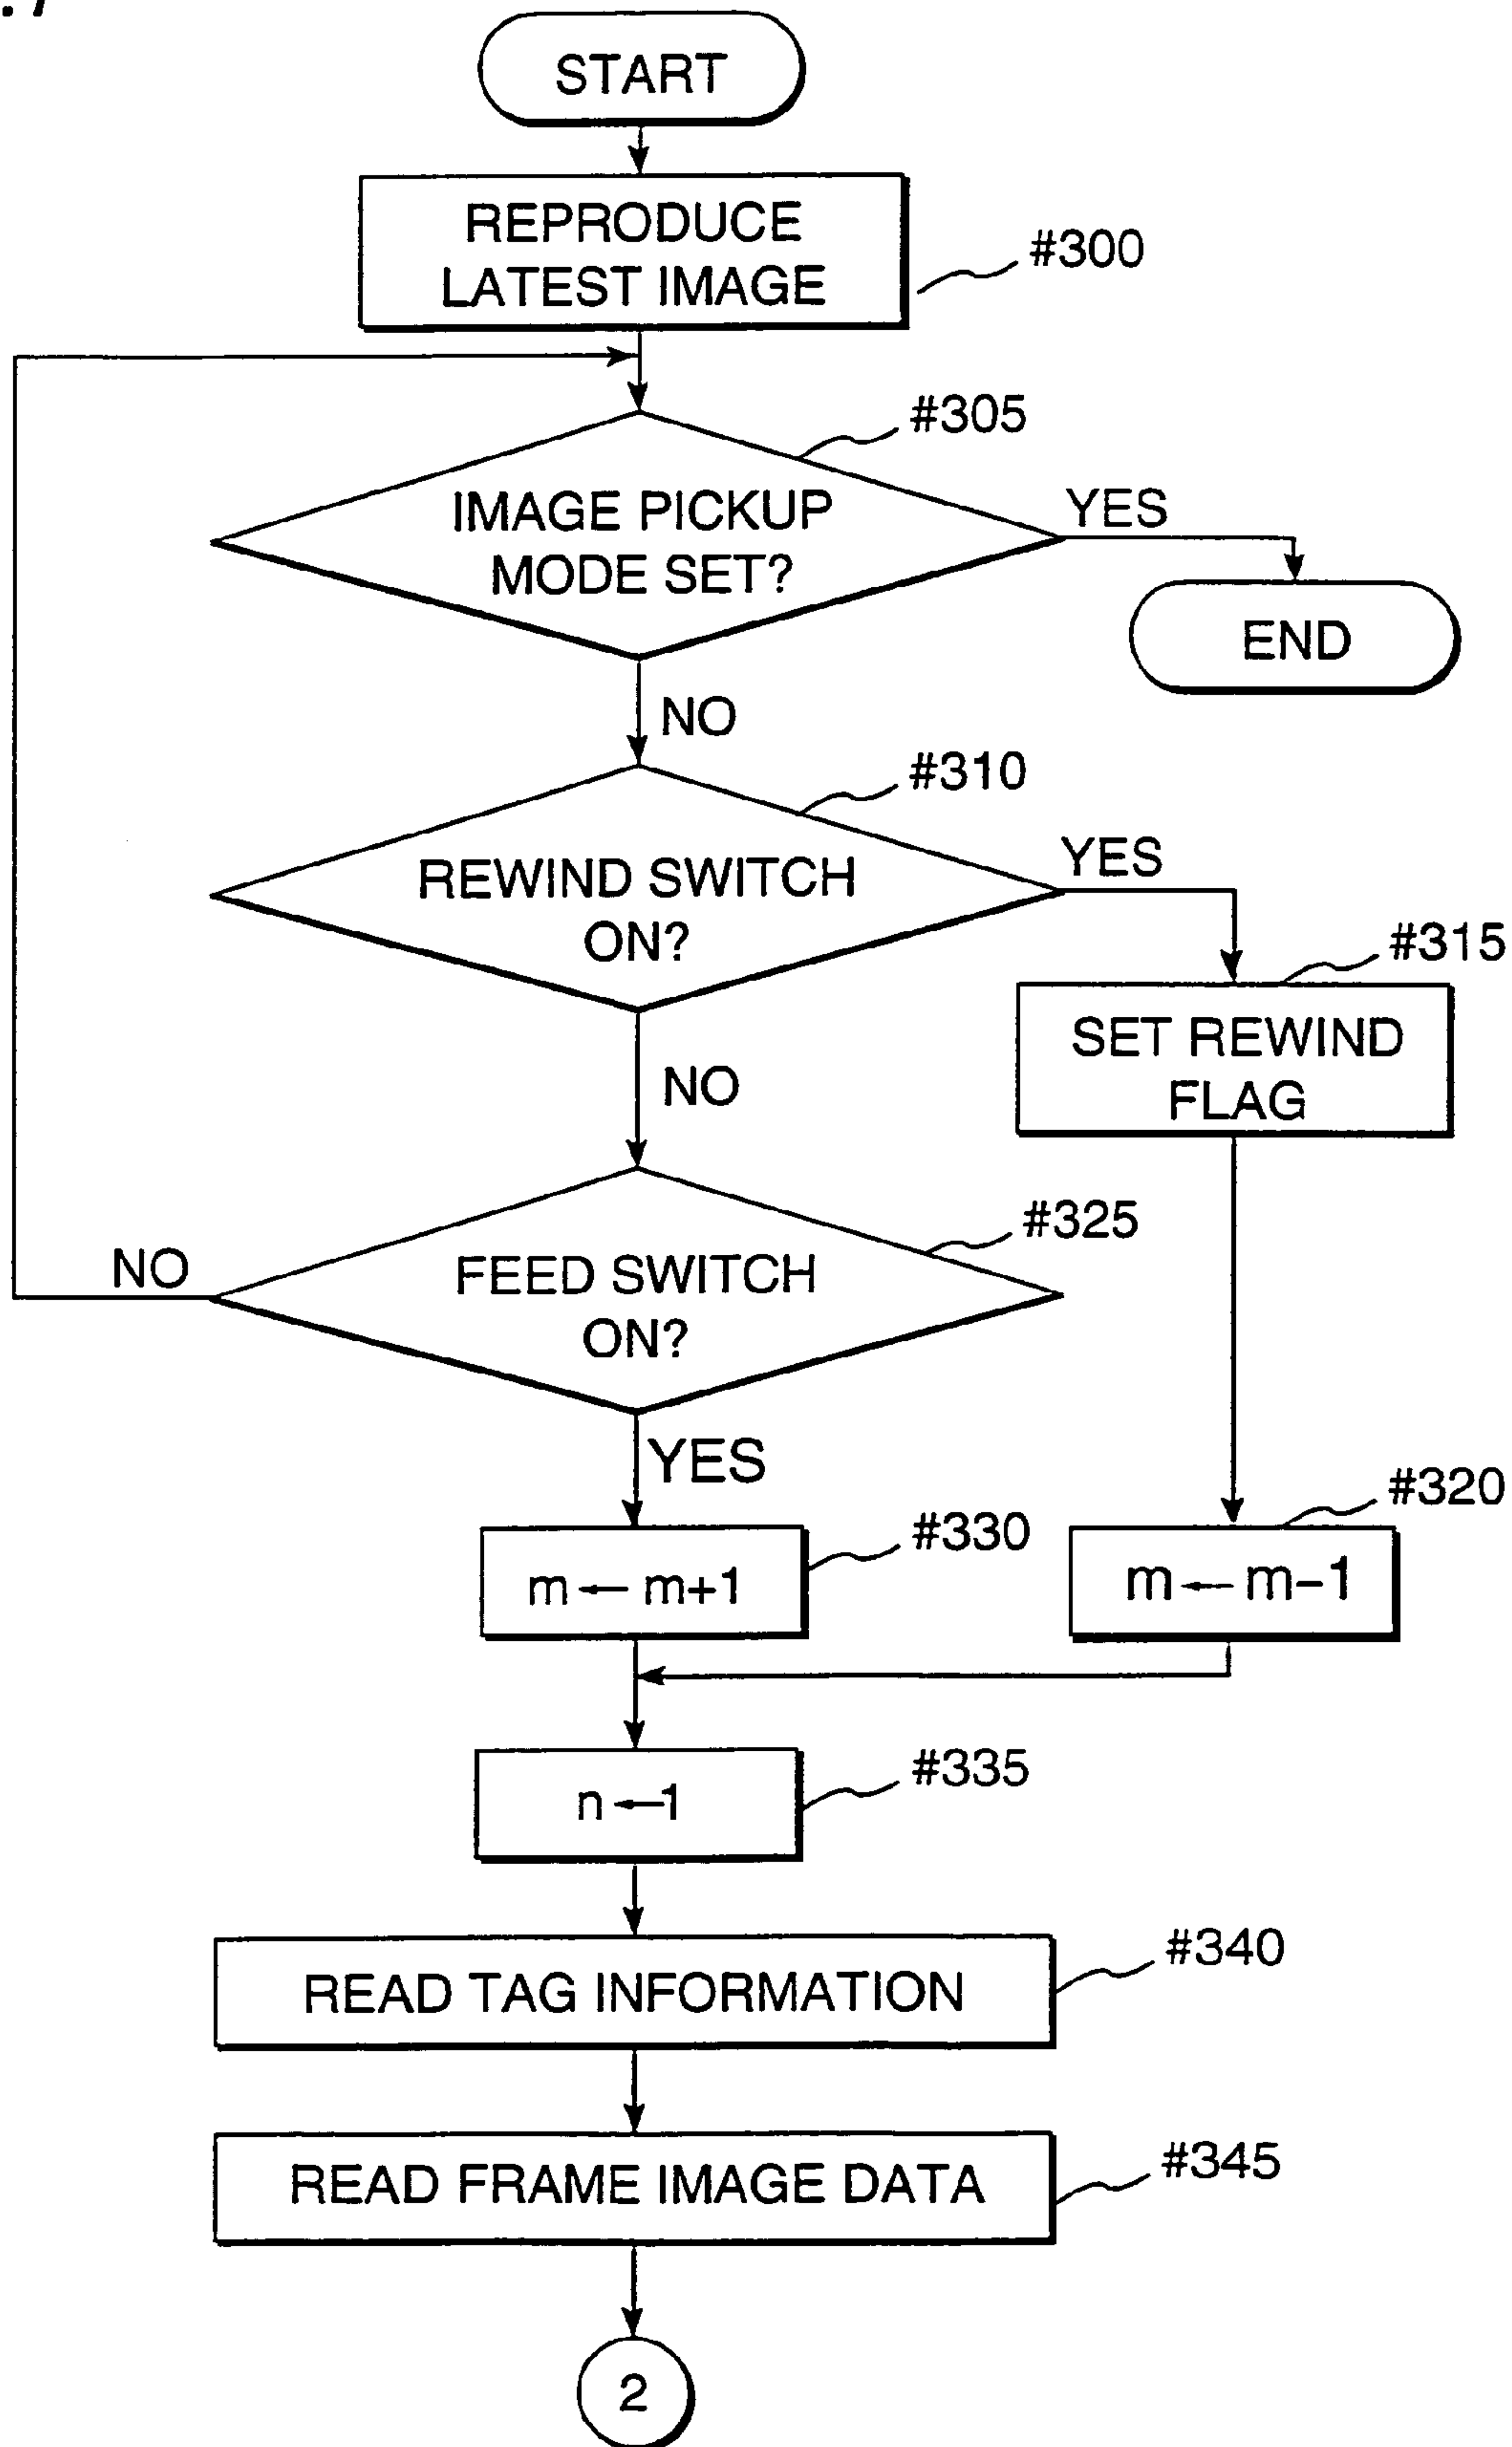 START
REPRODUCE
LATEST IMAGE
#300
#305
IMAGE PICKUP
MODE SET?
YES
END
NO
#310
REWIND SWITCH
ON?
YES
#315
SET REWIND
FLAG
NO
#325
FEED SWITCH
ON?
NO
YES
#330
m ← m+1
#320
m ← m−1
#335
n ← 1
#340
READ TAG INFORMATION
#345
READ FRAME IMAGE DATA
2